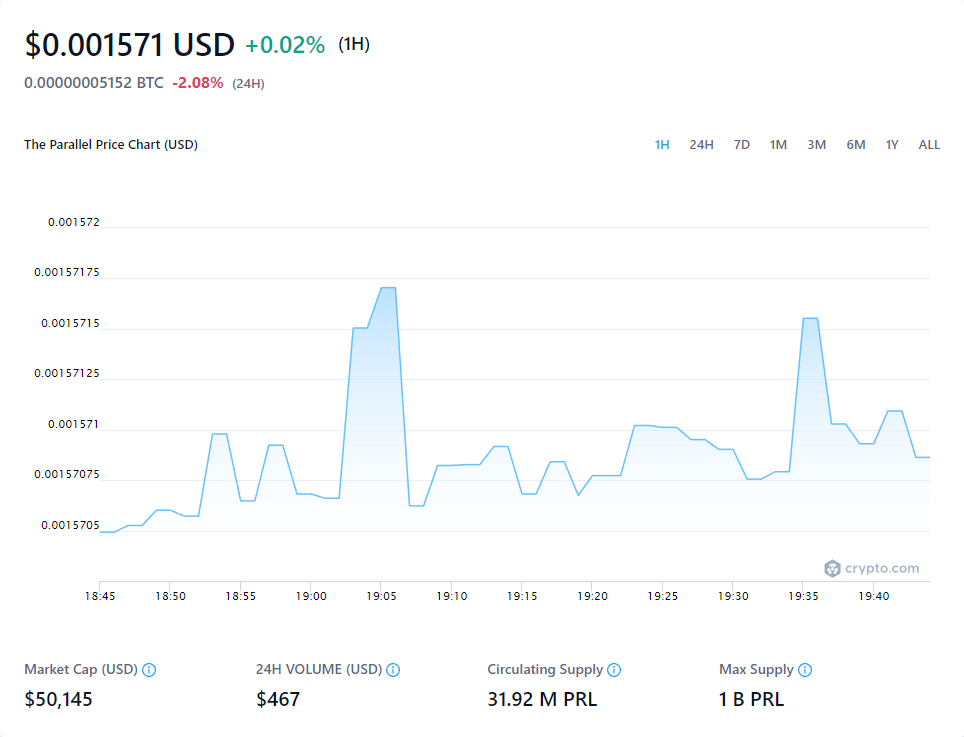 $0.001571 USD +0.02% (1H)
0.00000005152 BTC -2.08% (24H)
The Parallel Price Chart (USD) 1H 24H 7D 1M 3M 6M 1Y ALL
0.001572
0.00157175
0.0015715
0.00157125
0.001571
0.00157075
0.0015705
crypto.com
18:45 18:50 18:55 19:00 19:05 19:10 19:15 19:20 19:25 19:30 19:35 19:40
Market Cap (USD) 24H VOLUME (USD) Circulating Supply Max Supply
$50,145 $467 31.92 M PRL 1 B PRL